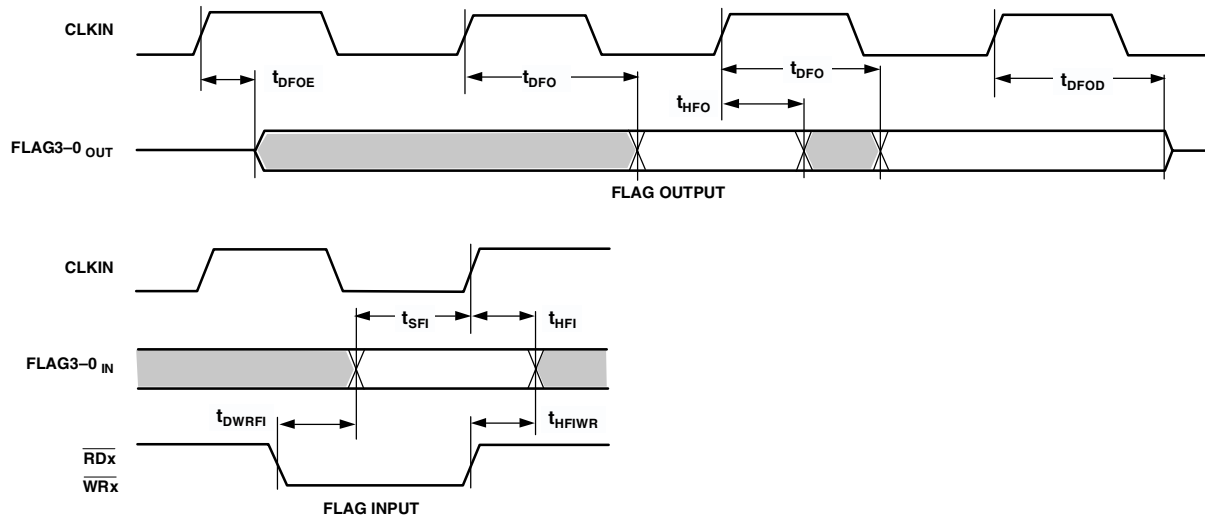 CLKIN
tDFOE
tDFO
tDFO
tDFOD
tHFO
FLAG3–0 OUT
FLAG OUTPUT
CLKIN
tSFI
tHFI
FLAG3–0 IN
tDWRFI
tHFIWR
RDx
WRx
FLAG INPUT